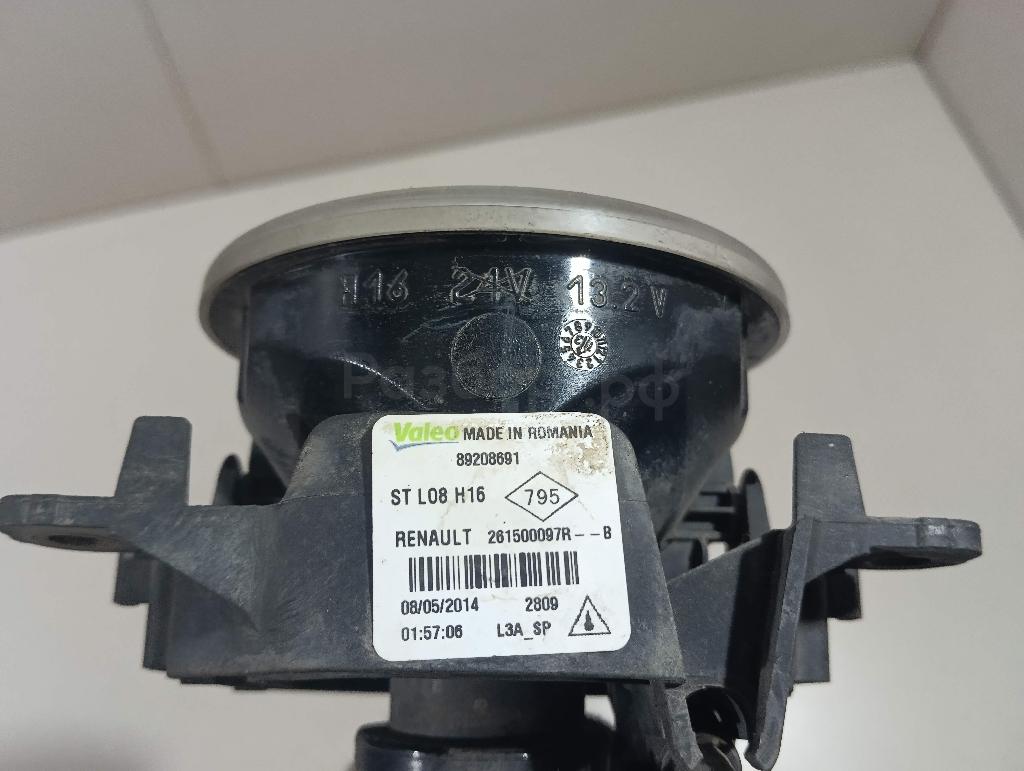 H16 24V 13.2V
Valeo MADE IN ROMANIA
89208691
ST L08 H16 795
RENAULT 261500097R--B
08/05/2014 2809
01:57:06 L3A_SP